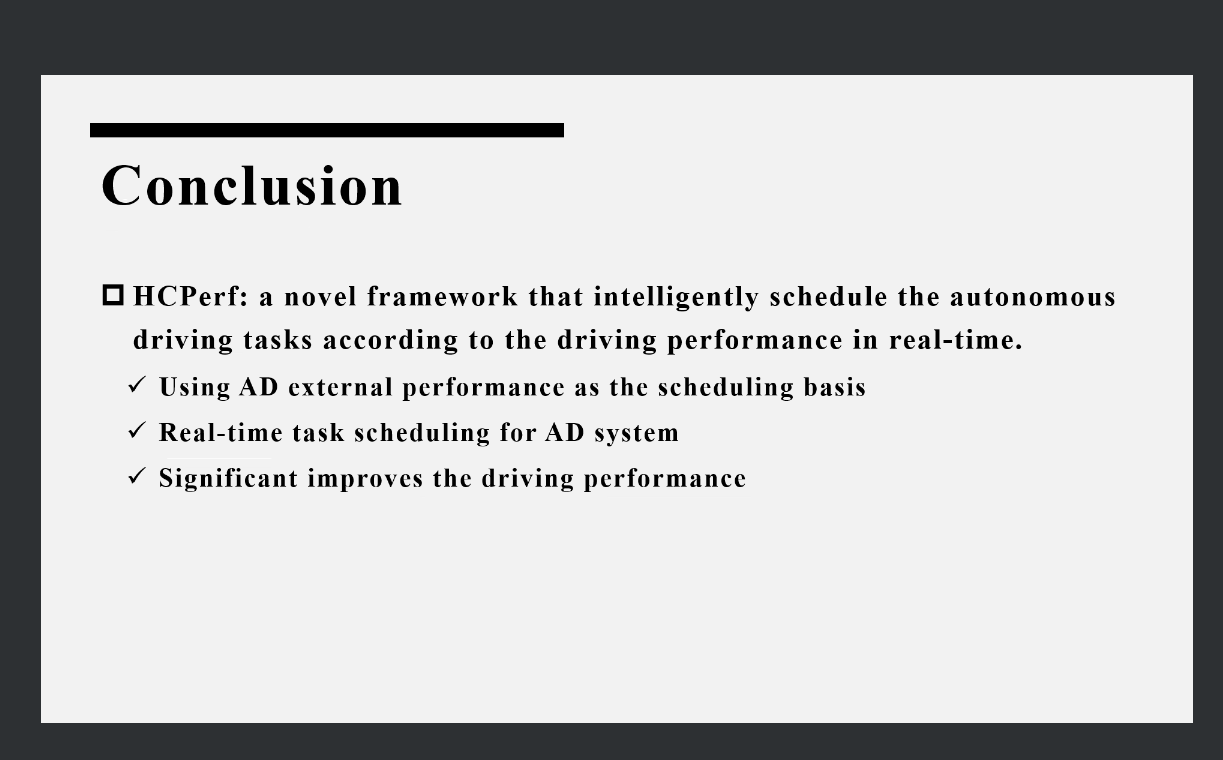 Conclusion
HCPerf: a novel framework that intelligently schedule the autonomous
driving tasks according to the driving performance in real-time.
✓ Using AD external performance as the scheduling basis
✓ Real-time task scheduling for AD system
✓ Significant improves the driving performance